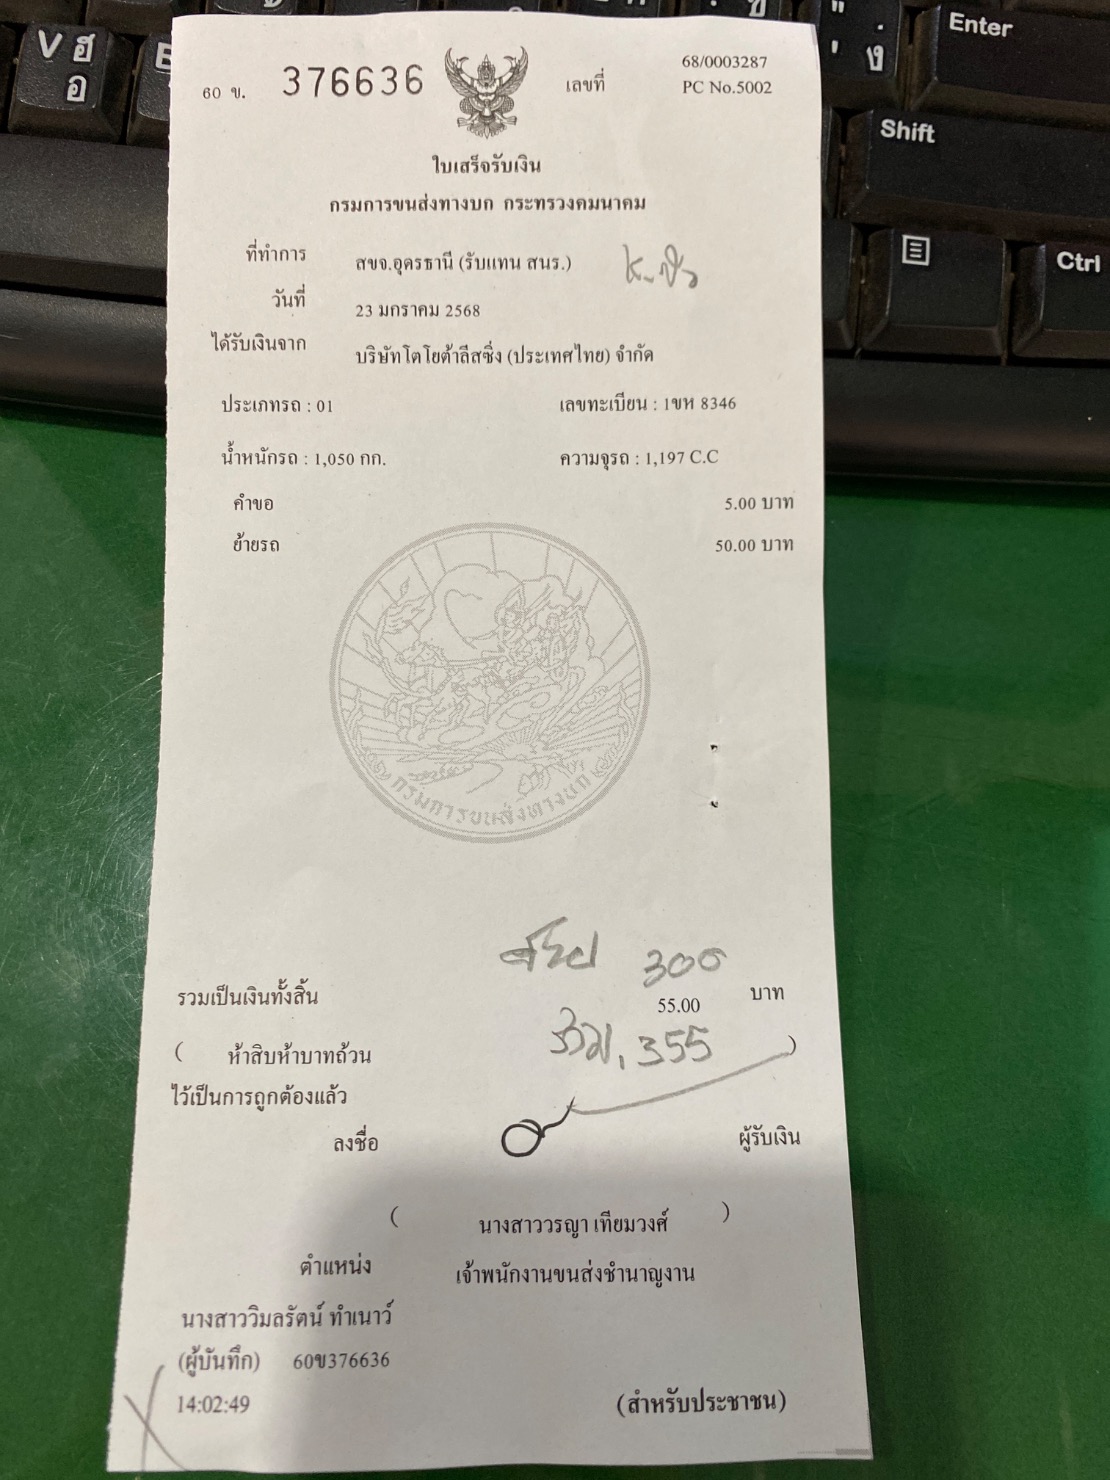 V ฮ
อ
Enter
" ่
' ง
Shift
Ctrl
60 ข. 376636 เลขที่ 68/0003287
PC No.5002
ใบเสร็จรับเงิน
กรมการขนส่งทางบก กระทรวงคมนาคม
ที่ทำการ สขจ.อุดรธานี (รับแทน สนร.)
วันที่ 23 มกราคม 2568
ได้รับเงินจาก บริษัทโตโยต้าลีสซิ่ง (ประเทศไทย) จำกัด
ประเภทรถ : 01 เลขทะเบียน : 1ขห 8346
น้ำหนักรถ : 1,050 กก. ความจุรถ : 1,197 C.C
คำขอ 5.00 บาท
ย้ายรถ 50.00 บาท
กรมการขนส่งทางบก
300
รวมเป็นเงินทั้งสิ้น 55.00 บาท
( ห้าสิบห้าบาทถ้วน )
รวม 355
ไว้เป็นการถูกต้องแล้ว
ลงชื่อ ผู้รับเงิน
( นางสาววรญา เทียมวงศ์ )
ตำแหน่ง เจ้าพนักงานขนส่งชำนาญงาน
นางสาววิมลรัตน์ ทำเนาว์
(ผู้บันทึก) 60ข376636
14:02:49 (สำหรับประชาชน)